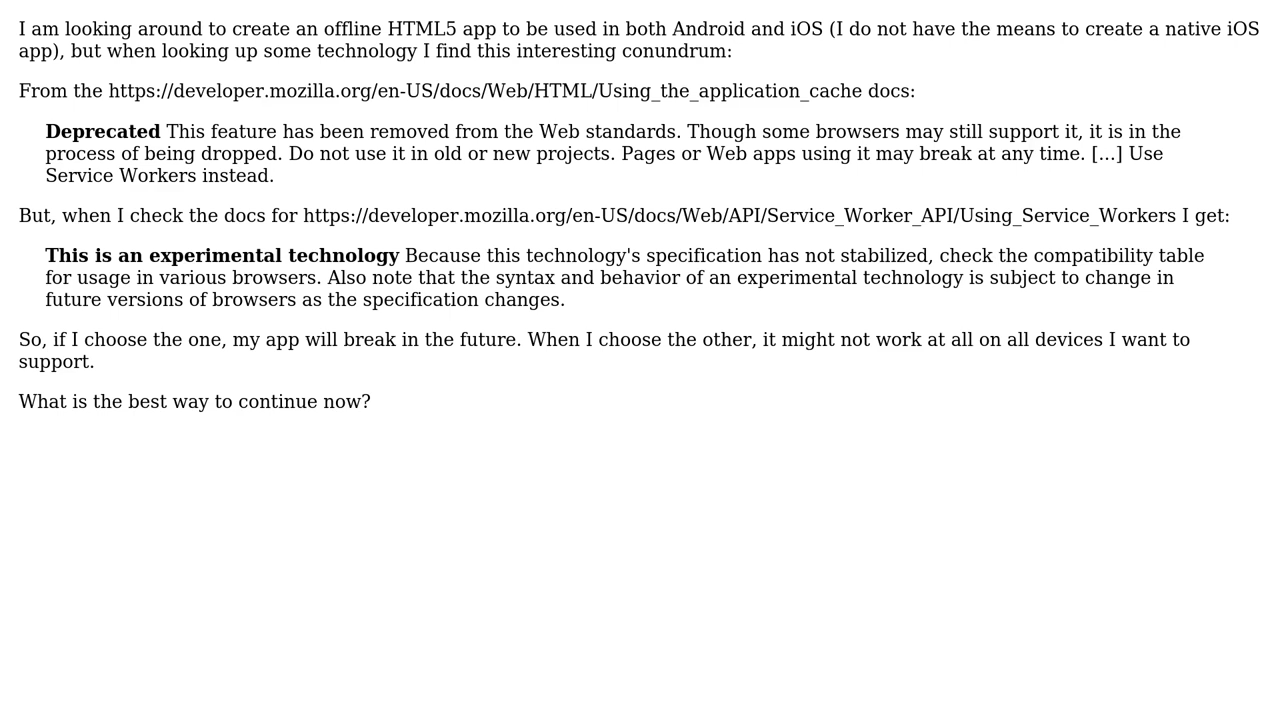 I am looking around to create an offline HTML5 app to be used in both Android and iOS (I do not have the means to create a native iOS
app), but when looking up some technology I find this interesting conundrum:
From the https://developer.mozilla.org/en-US/docs/Web/HTML/Using_the_application_cache docs:
Deprecated This feature has been removed from the Web standards. Though some browsers may still support it, it is in the
process of being dropped. Do not use it in old or new projects. Pages or Web apps using it may break at any time. [...] Use
Service Workers instead.
But, when I check the docs for https://developer.mozilla.org/en-US/docs/Web/API/Service_Worker_API/Using_Service_Workers I get:
This is an experimental technology Because this technology's specification has not stabilized, check the compatibility table
for usage in various browsers. Also note that the syntax and behavior of an experimental technology is subject to change in
future versions of browsers as the specification changes.
So, if I choose the one, my app will break in the future. When I choose the other, it might not work at all on all devices I want to
support.
What is the best way to continue now?